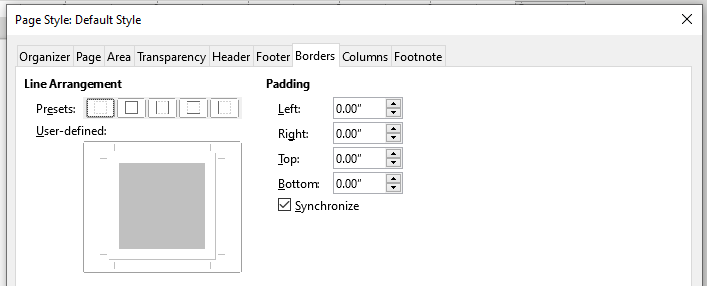 Page Style: Default Style
Organizer Page Area Transparency Header Footer Borders Columns Footnote
Line Arrangement
Presets:
User-defined:
Padding
Left: 0.00"
Right: 0.00"
Top: 0.00"
Bottom: 0.00"
Synchronize